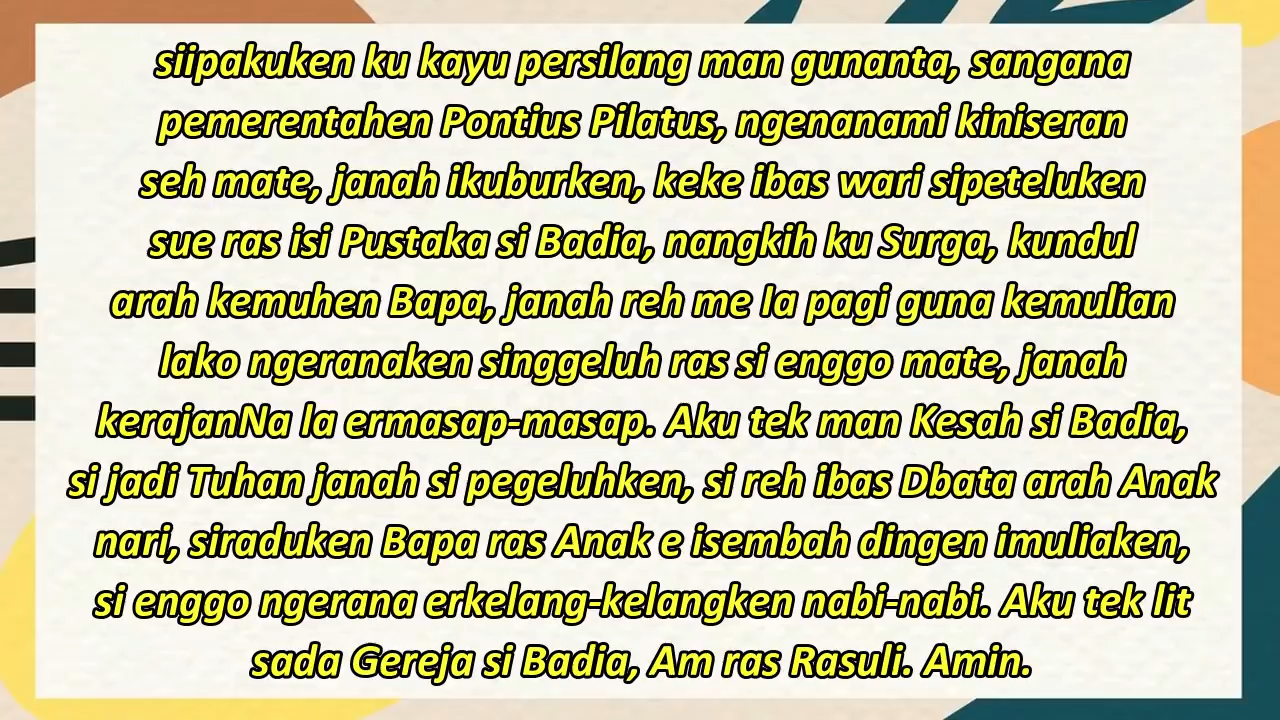 siipakuken ku kayu persilang man gunanta, sangana
pemerentahen Pontius Pilatus, ngenanami kiniseran
seh mate, janah ikuburken, keke ibas wari sipeteluken
sue ras isi Pustaka si Badia, nangkih ku Surga, kundul
arah kemuhen Bapa, janah reh me Ia pagi guna kemulian
lako ngeranaken singgeluh ras si enggo mate, janah
kerajanNa la ermasap-masap. Aku tek man Kesah si Badia,
si jadi Tuhan janah si pegeluhken, si reh ibas Dbata arah Anak
nari, siraduken Bapa ras Anak e isembah dingen imuliaken,
si enggo ngerana erkelang-kelangken nabi-nabi. Aku tek lit
sada Gereja si Badia, Am ras Rasuli. Amin.